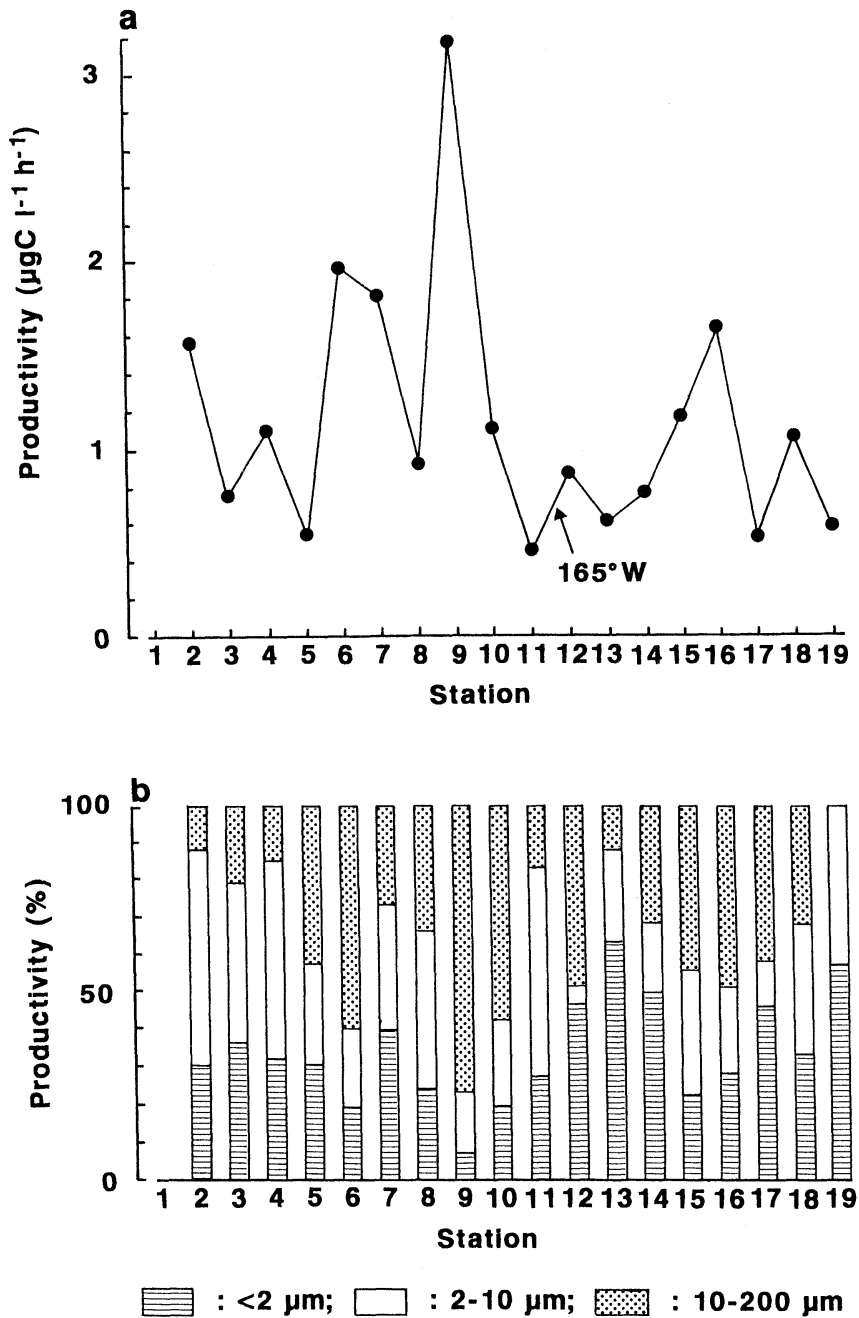 a
Productivity (µgC l-1 h-1)
3
2
1
0
165°W
1 2 3 4 5 6 7 8 9 10 11 12 13 14 15 16 17 18 19
Station
b
Productivity (%)
100
50
0
1 2 3 4 5 6 7 8 9 10 11 12 13 14 15 16 17 18 19
Station
: <2 µm; : 2-10 µm; : 10-200 µm